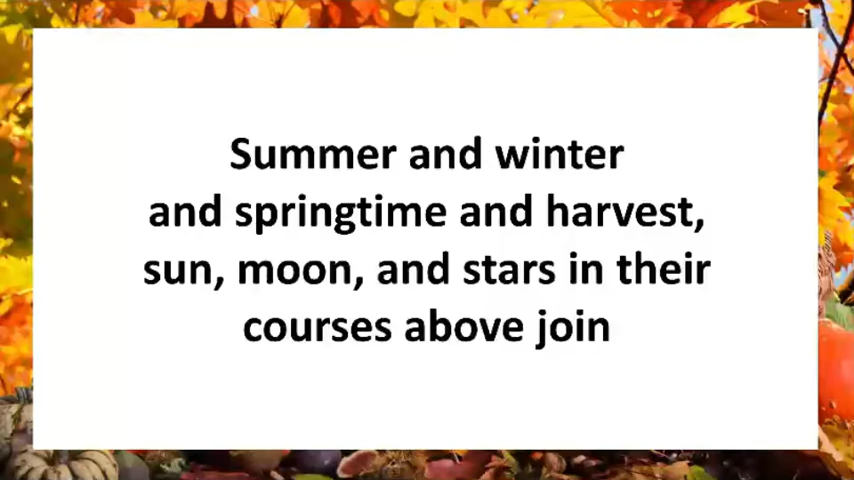 Summer and winter
and springtime and harvest,
sun, moon, and stars in their
courses above join